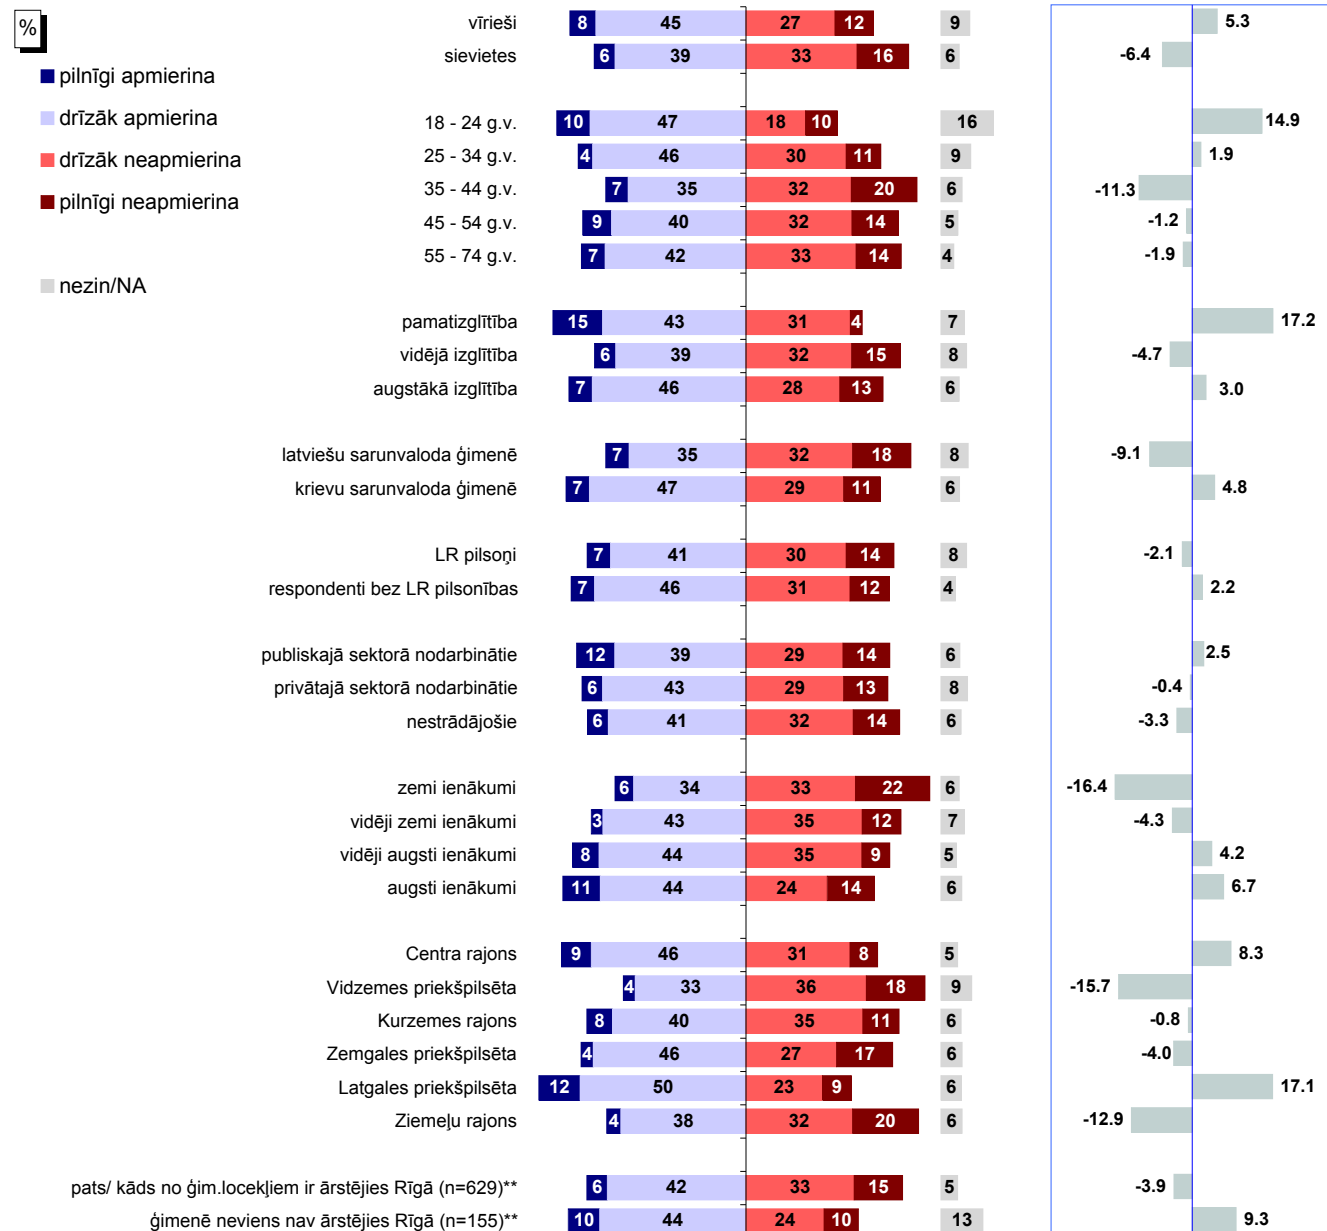 %
pilnīgi apmierina
drīzāk apmierina
drīzāk neapmierina
pilnīgi neapmierina
nezin/NA
vīrieši 8 45 27 12 9 5.3
sievietes 6 39 33 16 6 -6.4
18 - 24 g.v. 10 47 18 10 16 14.9
25 - 34 g.v. 4 46 30 11 9 1.9
35 - 44 g.v. 7 35 32 20 6 -11.3
45 - 54 g.v. 9 40 32 14 5 -1.2
55 - 74 g.v. 7 42 33 14 4 -1.9
pamatizglītība 15 43 31 4 7 17.2
vidējā izglītība 6 39 32 15 8 -4.7
augstākā izglītība 7 46 28 13 6 3.0
latviešu sarunvaloda ģimenē 7 35 32 18 8 -9.1
krievu sarunvaloda ģimenē 7 47 29 11 6 4.8
LR pilsoņi 7 41 30 14 8 -2.1
respondenti bez LR pilsonības 7 46 31 12 4 2.2
publiskajā sektorā nodarbinātie 12 39 29 14 6 2.5
privātajā sektorā nodarbinātie 6 43 29 13 8 -0.4
nestrādājošie 6 41 32 14 6 -3.3
zemi ienākumi 6 34 33 22 6 -16.4
vidēji zemi ienākumi 3 43 35 12 7 -4.3
vidēji augsti ienākumi 8 44 35 9 5 4.2
augsti ienākumi 11 44 24 14 6 6.7
Centra rajons 9 46 31 8 5 8.3
Vidzemes priekšpilsēta 4 33 36 18 9 -15.7
Kurzemes rajons 8 40 35 11 6 -0.8
Zemgales priekšpilsēta 4 46 27 17 6 -4.0
Latgales priekšpilsēta 12 50 23 9 6 17.1
Ziemeļu rajons 4 38 32 20 6 -12.9
pats/ kāds no ģim.locekļiem ir ārstējies Rīgā (n=629)** 6 42 33 15 5 -3.9
ģimenē neviens nav ārstējies Rīgā (n=155)** 10 44 24 10 13 9.3